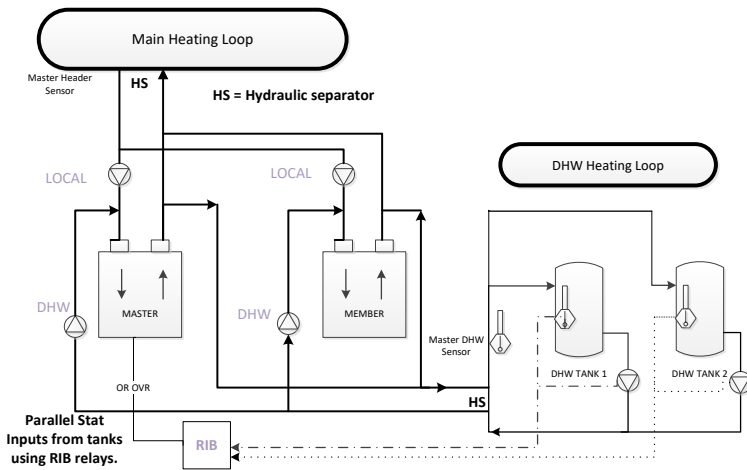 Main Heating Loop
Master Header
Sensor
HS
HS = Hydraulic separator
LOCAL
LOCAL
DHW Heating Loop
MASTER
MEMBER
DHW
DHW
Master DHW
Sensor
DHW TANK 1
DHW TANK 2
OR OVR
HS
Parallel Stat
Inputs from tanks
using RIB relays.
RIB